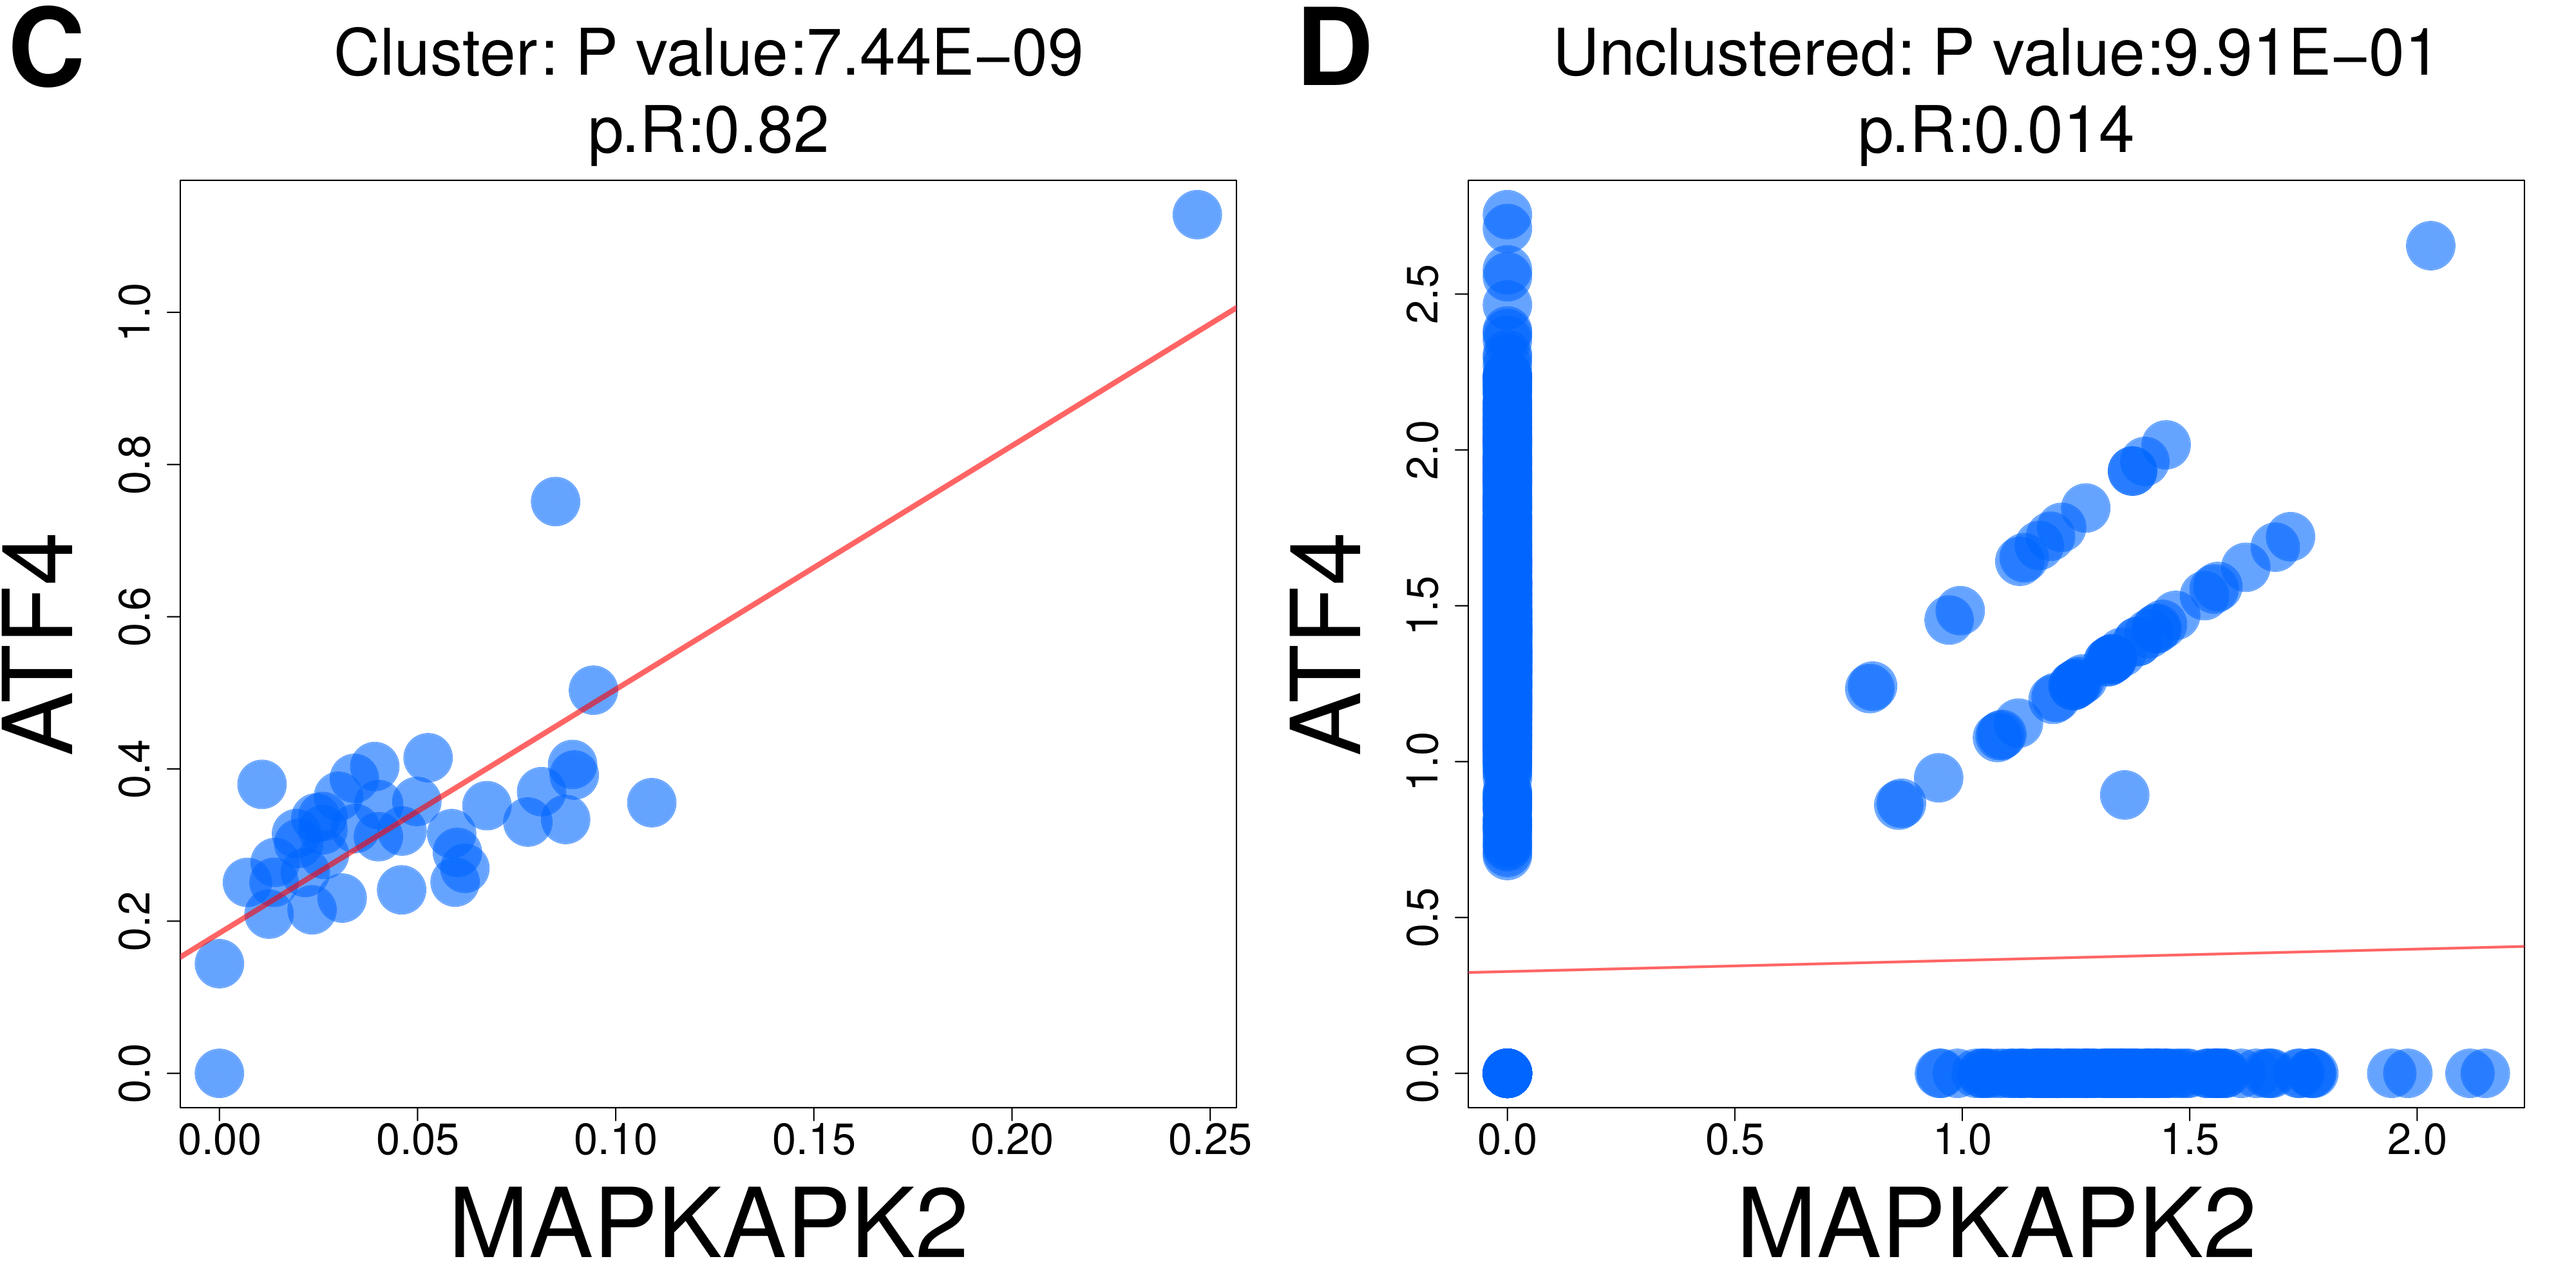 C
Cluster: P value:7.44E−09
p.R:0.82
ATF4
1.0
0.8
0.6
0.4
0.2
0.0
0.00 0.05 0.10 0.15 0.20 0.25
MAPKAPK2
D
Unclustered: P value:9.91E−01
p.R:0.014
ATF4
2.5
2.0
1.5
1.0
0.5
0.0
0.0 0.5 1.0 1.5 2.0
MAPKAPK2